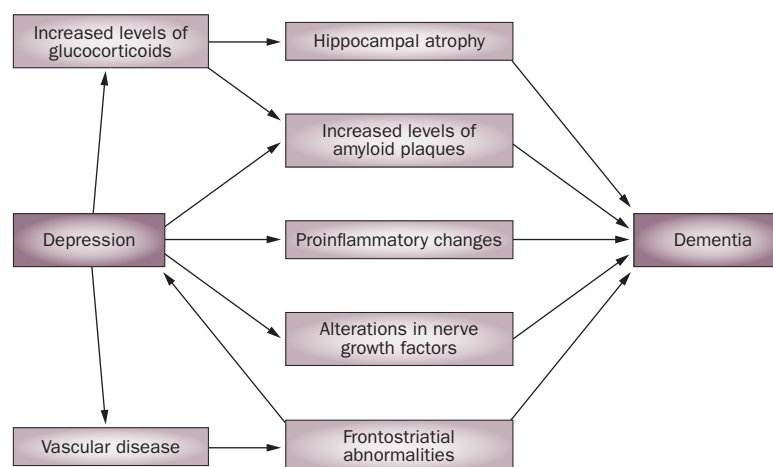 Increased levels of
glucocorticoids
Hippocampal atrophy
Increased levels of
amyloid plaques
Depression
Proinflammatory changes
Dementia
Alterations in nerve
growth factors
Vascular disease
Frontostriatial
abnormalities